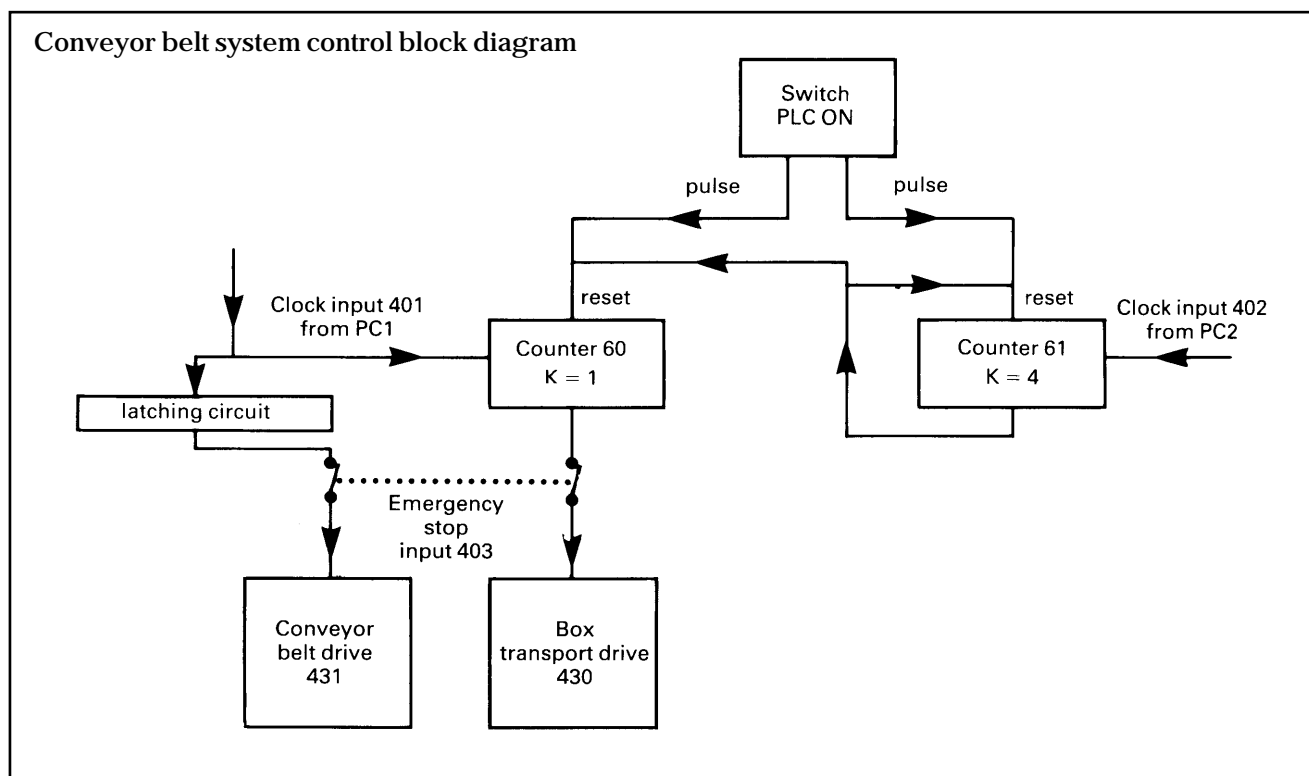 Conveyor belt system control block diagram
Switch
PLC ON
pulse
pulse
reset
reset
Clock input 401
from PC1
Clock input 402
from PC2
Counter 60
K = 1
Counter 61
K = 4
latching circuit
Emergency
stop
input 403
Conveyor
belt drive
431
Box
transport drive
430